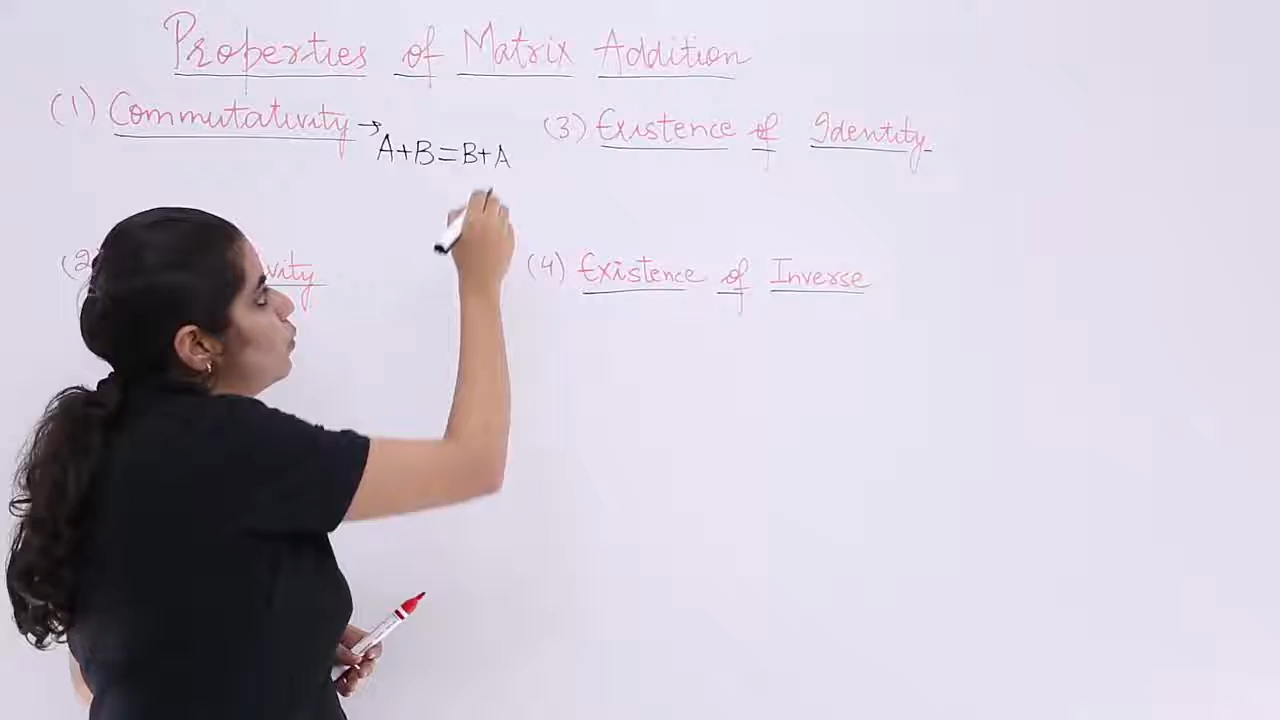 Properties of Matrix Addition
(1) Commutativity →
A+B=B+A
(3) Existence of Identity
(4) Existence of Inverse